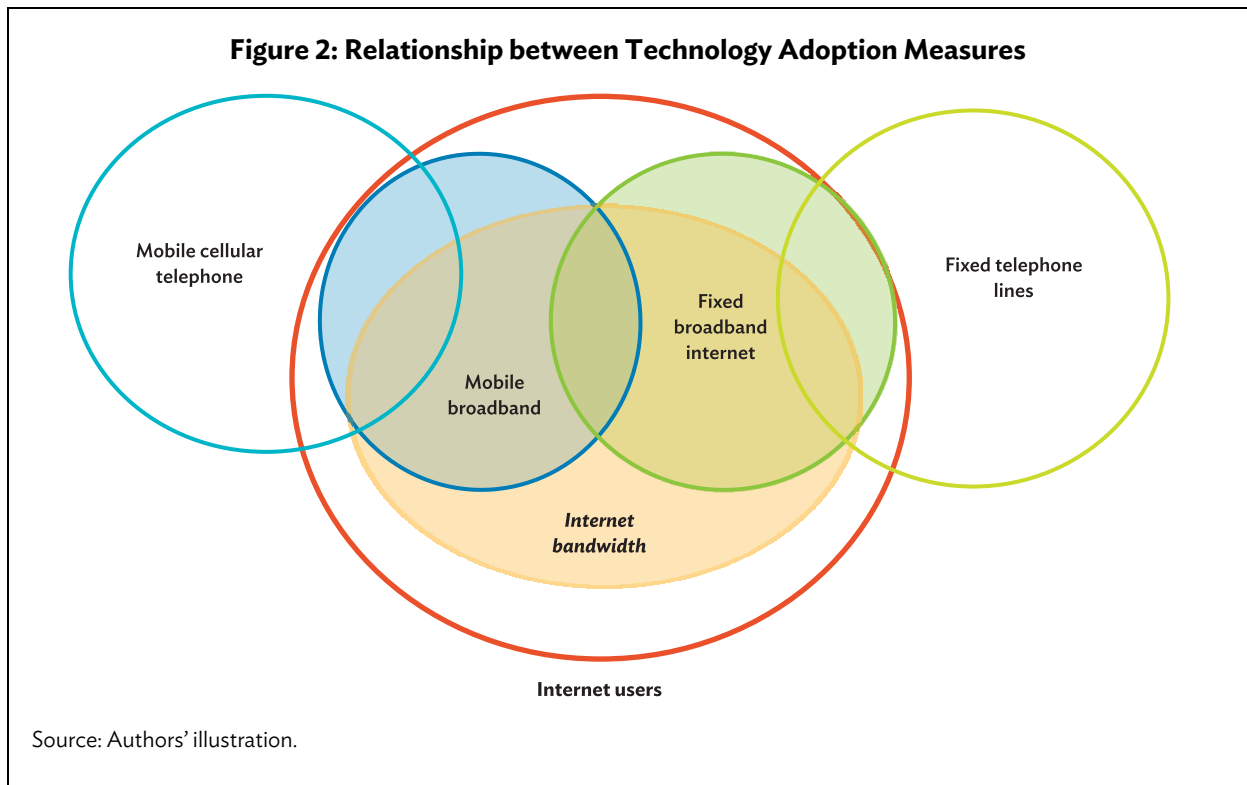 Figure 2: Relationship between Technology Adoption Measures
Mobile cellular
telephone
Fixed telephone
lines
Fixed
broadband
internet
Mobile
broadband
Internet
bandwidth
Internet users
Source: Authors’ illustration.